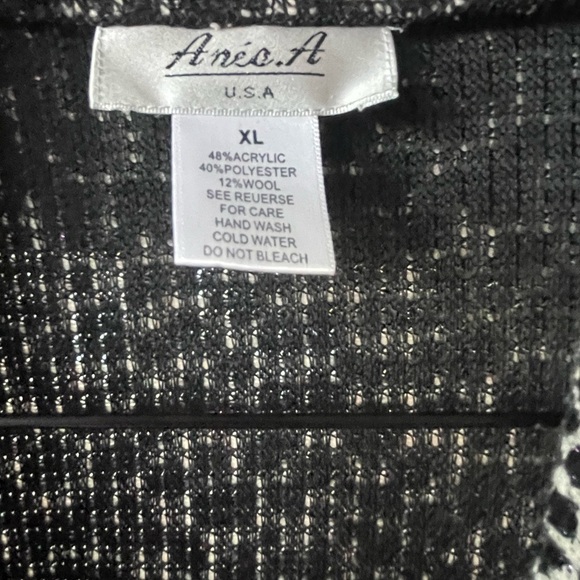 Anéc.A
U.S.A
XL
48%ACRYLIC
40%POLYESTER
12%WOOL
SEE REUERSE
FOR CARE
HAND WASH
COLD WATER
DO NOT BLEACH